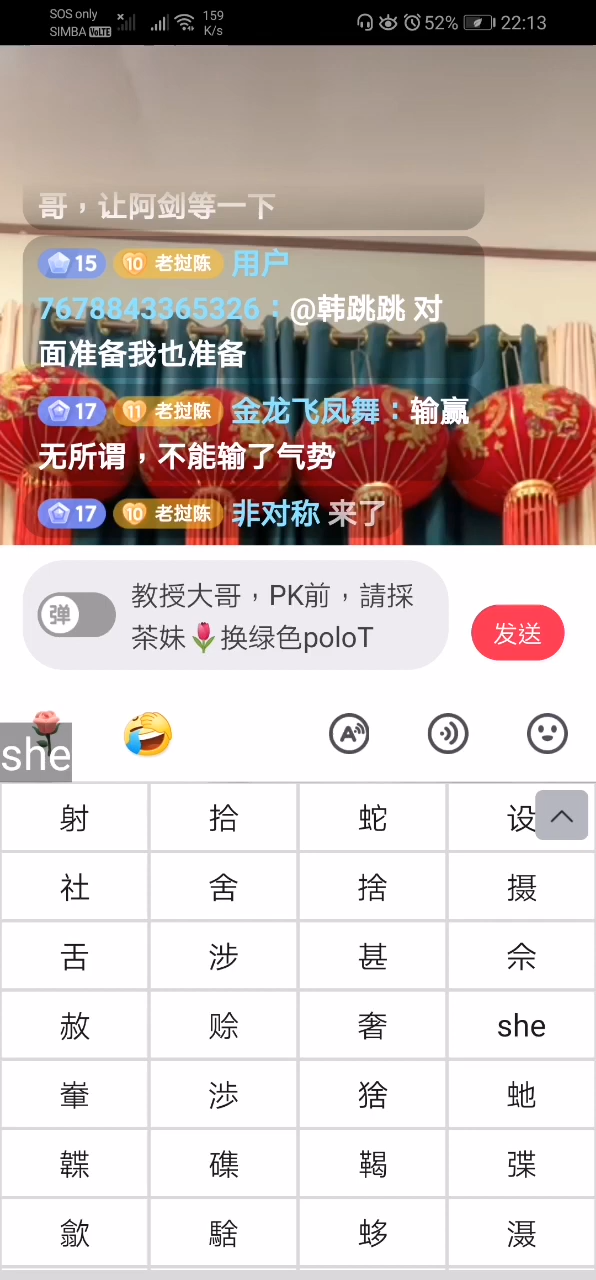 SOS only
SIMBA VoLTE
159
K/s
52%
22:13
哥，让阿剑等一下
15 10 老挝陈 用户
7678843365326：@韩跳跳 对
面准备我也准备
17 11 老挝陈 金龙飞凤舞：输赢
无所谓，不能输了气势
17 10 老挝陈 非对称 来了
弹
教授大哥，PK前，請採
茶妹🌷换绿色poloT
发送
A
she
射 拾 蛇 设
社 舍 捨 摄
舌 涉 甚 佘
赦 赊 奢 she
輋 渉 猞 虵
韘 磼 鞨 弽
歙 騇 蛥 滠